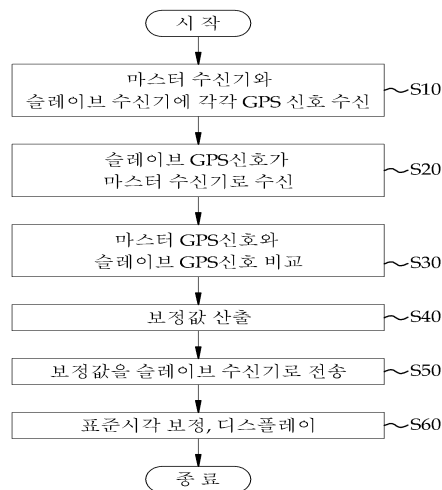 시 작
마스터 수신기와
슬레이브 수신기에 각각 GPS 신호 수신
S10
슬레이브 GPS신호가
마스터 수신기로 수신
S20
마스터 GPS신호와
슬레이브 GPS신호 비교
S30
보정값 산출
S40
보정값을 슬레이브 수신기로 전송
S50
표준시각 보정, 디스플레이
S60
종 료